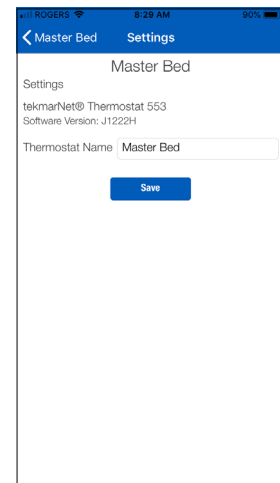 ROGERS 8:29 AM 90%
Master Bed Settings
Master Bed
Settings
tekmarNet® Thermostat 553
Software Version: J1222H
Thermostat Name Master Bed
Save